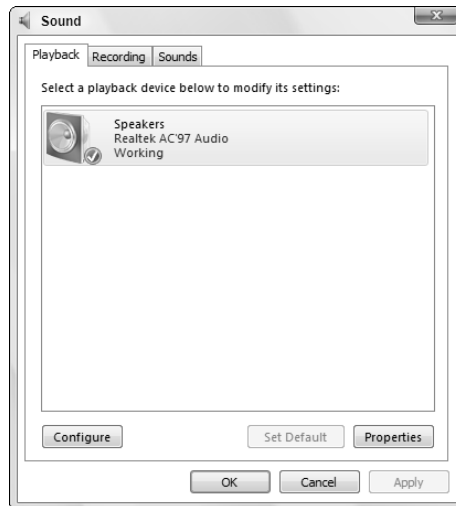 Sound
Playback Recording Sounds
Select a playback device below to modify its settings:
Speakers
Realtek AC'97 Audio
Working
Configure Set Default Properties
OK Cancel Apply